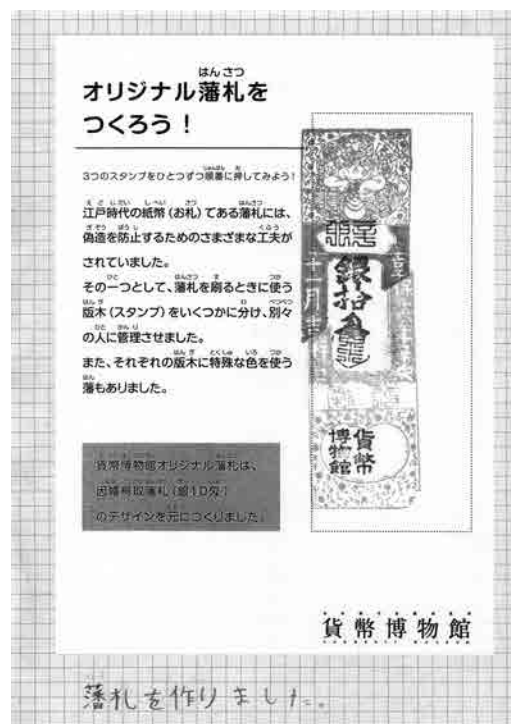 オリジナル藩札を
つくろう！
3つのスタンプをひとつずつ順番に押してみよう！
江戸時代の紙幣（お札）である藩札には、
偽造を防止するためのさまざまな工夫が
されていました。
その一つとして、藩札を刷るときに使う
版木（スタンプ）をいくつかに分け、別々
の人に管理させました。
また、それぞれの版木に特殊な色を使う
藩もありました。
貨幣博物館オリジナル藩札は、
因幡鳥取藩札（銀10匁）
のデザインを元につくりました。
銀拾匁
享保
十一月
貨幣
博物館
貨幣博物館
藩札を作りました。